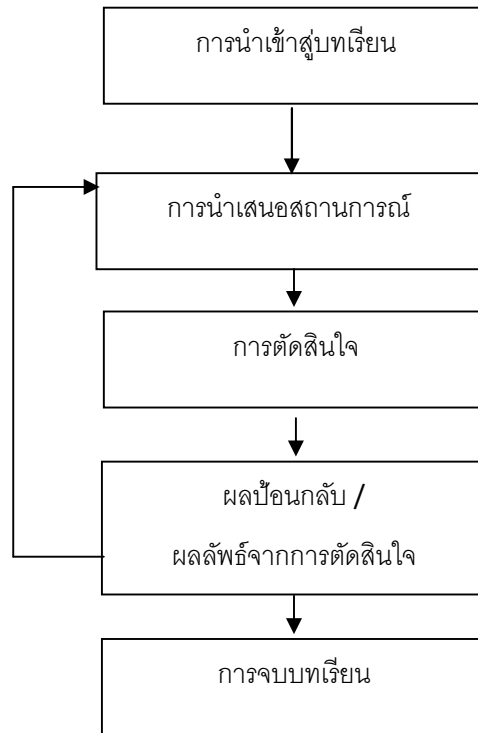 การนำเข้าสู่บทเรียน
การนำเสนอสถานการณ์
การตัดสินใจ
ผลป้อนกลับ /
ผลลัพธ์จากการตัดสินใจ
การจบบทเรียน